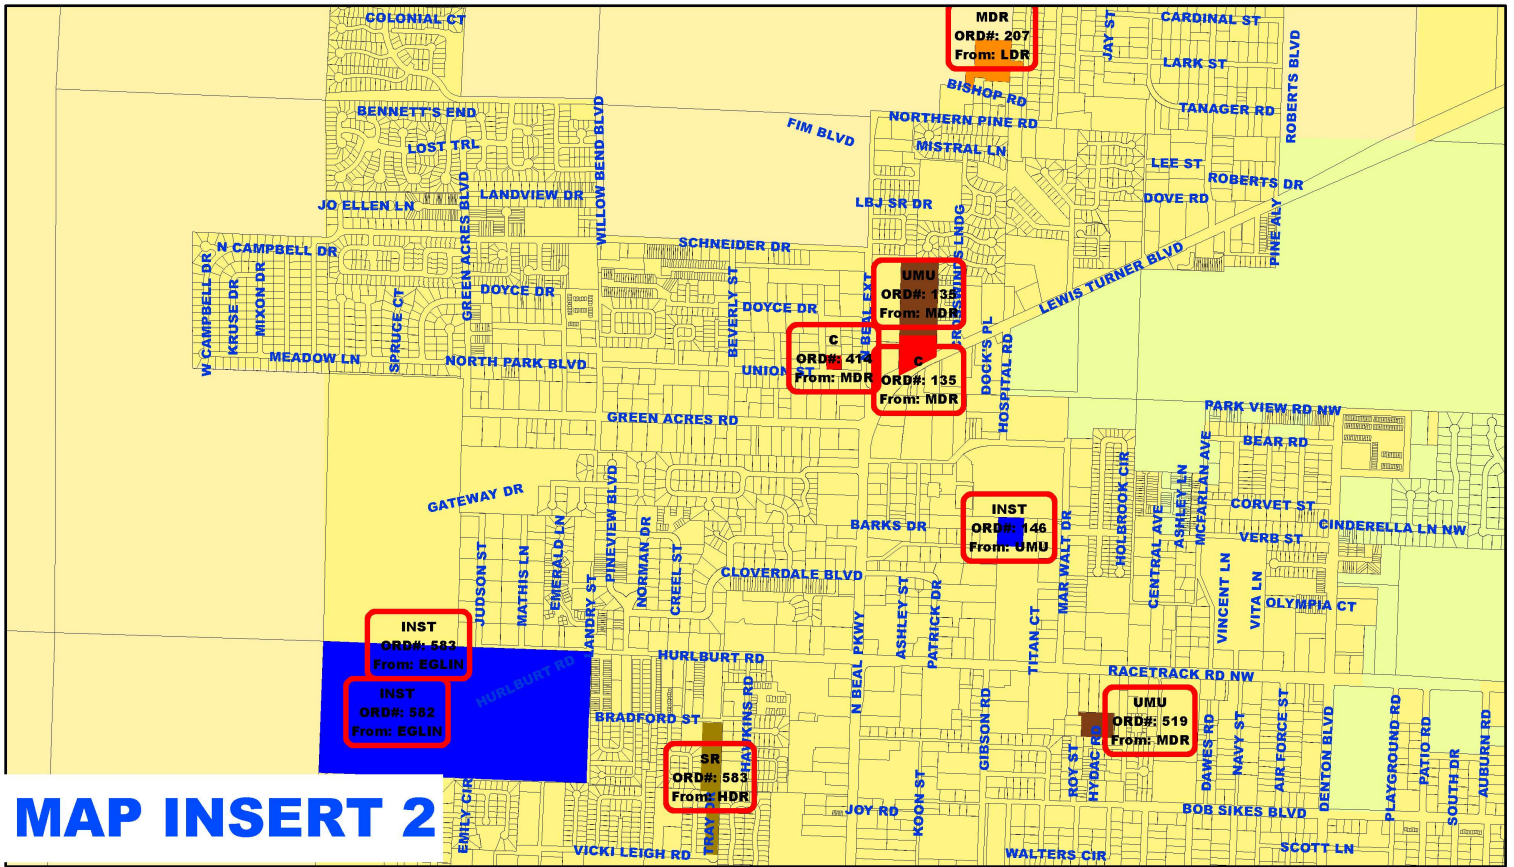 COLONIAL CT
MDR
ORD#: 207
From: LDR
JAY ST
CARDINAL ST
LARK ST
ROBERTS BLVD
BISHOP RD
TANAGER RD
BENNETT'S END
WILLOW BEND BLVD
FIM BLVD
NORTHERN PINE RD
LOST TRL
MISTRAL LN
LEE ST
ROBERTS DR
LANDVIEW DR
JO ELLEN LN
GREEN ACRES BLVD
LBJ SR DR
DOVE RD
PINE ALY
N CAMPBELL DR
SCHNEIDER DR
LEWIS TURNER BLVD
W CAMPBELL DR
KRUSE DR
MIXON DR
SPRUCE CT
DOYCE DR
BEVERLY ST
DOYCE DR
UMU
ORD#: 135
From: MDR
C
ORD#: 414
From: MDR
C
ORD#: 135
From: MDR
DOCK'S PL
HOSPITAL RD
MEADOW LN
NORTH PARK BLVD
UNION ST
GREEN ACRES RD
PARK VIEW RD NW
BEAR RD
GATEWAY DR
PINEVIEW BLVD
HOLBROOK CIR
ASHLEY LN
MCFARLAN AVE
CORVET ST
CINDERELLA LN NW
VERB ST
BARKS DR
INST
ORD#: 146
From: UMU
MAR WALT DR
CENTRAL AVE
JUDSON ST
MATHIS LN
EMERALD LN
NORMAN DR
CREEL ST
CLOVERDALE BLVD
ASHLEY ST
PATRICK DR
VINCENT LN
VITA LN
OLYMPIA CT
TITAN CT
INST
ORD#: 583
From: EGLIN
HURLBURT RD
HURLBURT RD
N BEAL PKWY
RACETRACK RD NW
INST
ORD#: 582
From: EGLIN
BRADFORD ST
HAWKINS RD
GIBSON RD
UMU
ORD#: 519
From: MDR
ROY ST
HYDAC RD
DAWES RD
NAVY ST
AIR FORCE ST
DENTON BLVD
PLAYGROUND RD
PATIO RD
SOUTH DR
AUBURN RD
SR
ORD#: 583
From: HDR
JOY RD
KOON ST
BOB SIKES BLVD
MAP INSERT 2
EMILY CIR
VICKI LEIGH RD
WALTERS CIR
SCOTT LN